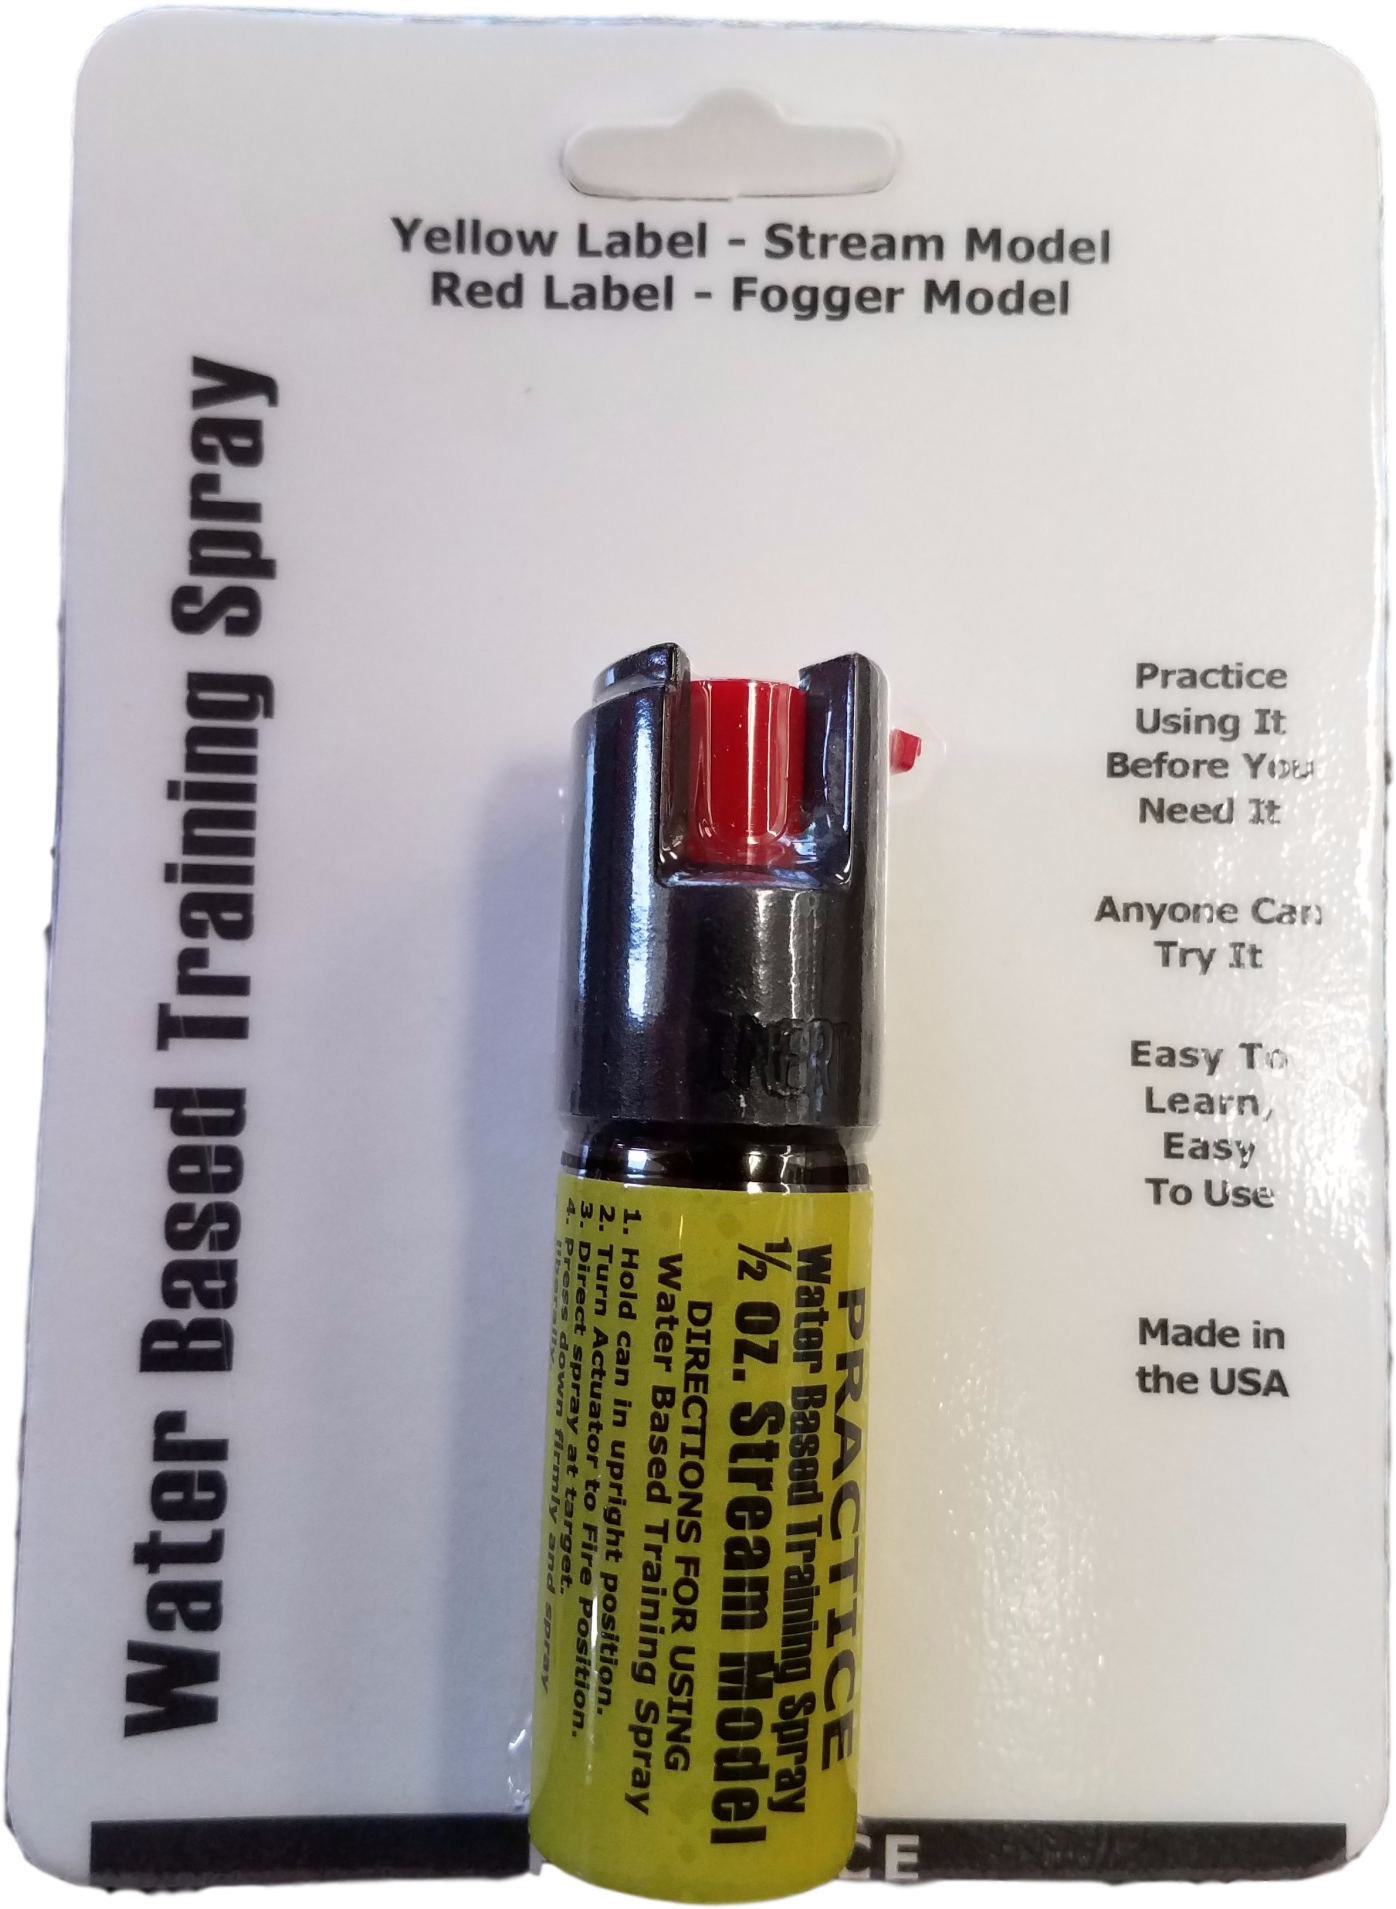 Yellow Label - Stream Model
Red Label - Fogger Model
Water Based Training Spray
Practice
Using It
Before You
Need It
Anyone Can
Try It
Easy To
Learn,
Easy
To Use
Made in
the USA
INERT
PRACTICE
Water Based Training Spray
½ oz. Stream Model
DIRECTIONS FOR USING
Water Based Training Spray
1. Hold can in upright position.
2. Turn Actuator to Fire Position.
3. Direct spray at target.
4. Press down firmly and spray
liberally
CE